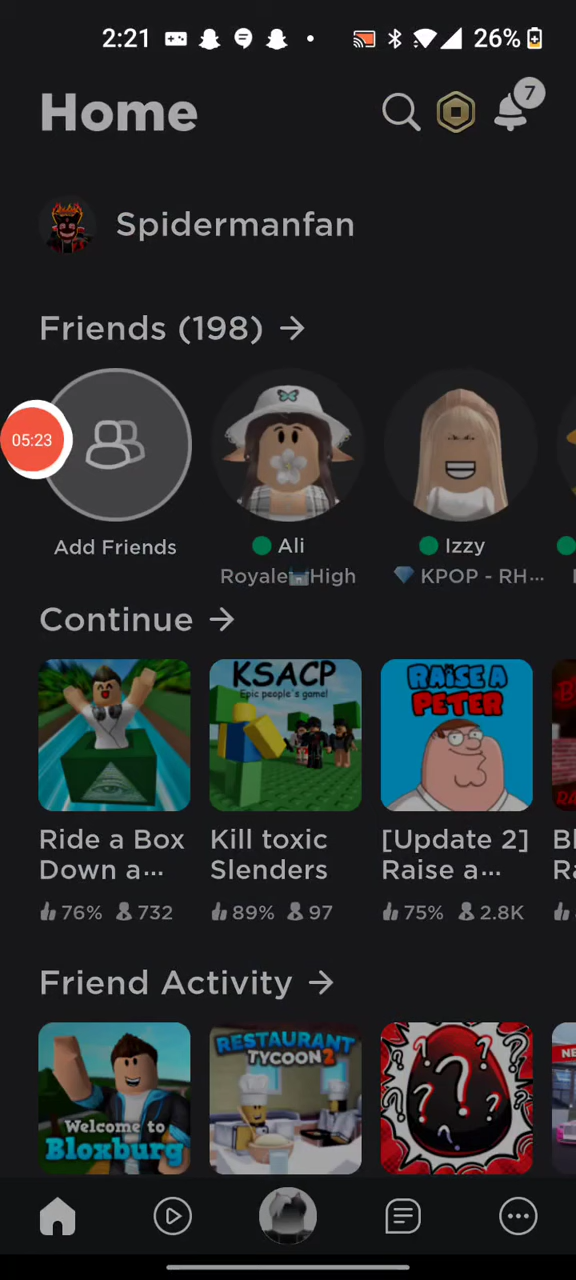 2:21 26%
Home
7
Spidermanfan
Friends (198) →
05:23
Add Friends
Ali
Izzy
Royale🏰High
💎 KPOP - RH...
Continue →
KSACP
Epic people's game!
RAISE A
PETER
Ride a Box
Down a...
Kill toxic
Slenders
[Update 2]
Raise a...
76% 732
89% 97
75% 2.8K
Friend Activity →
Welcome to
Bloxburg
RESTAURANT
TYCOON 2
? ? ? ? ? ?
NE